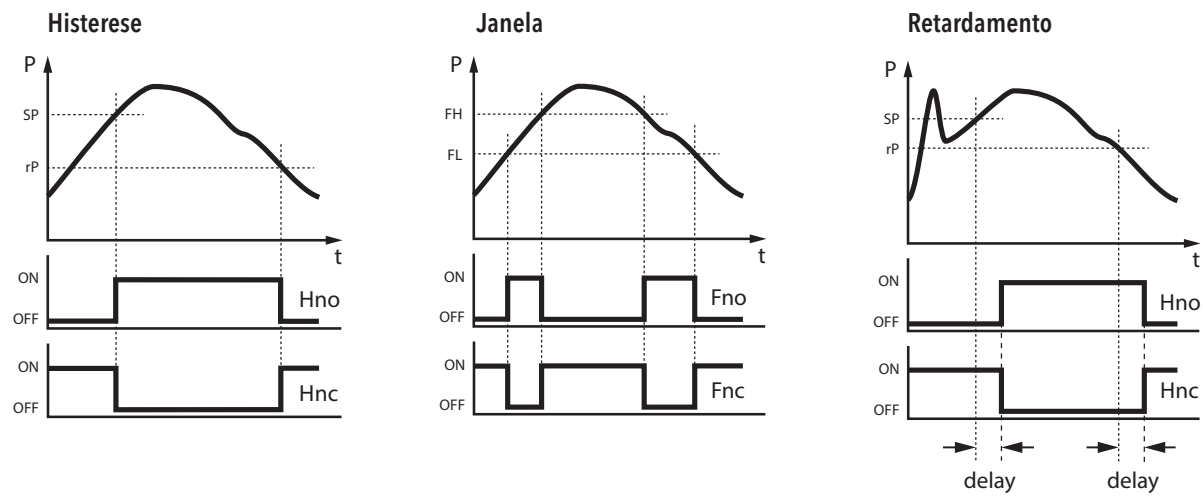 Histerese
P
SP
rP
t
ON
OFF
Hno
ON
OFF
Hnc
Janela
P
FH
FL
t
ON
OFF
Fno
ON
OFF
Fnc
Retardamento
P
SP
rP
t
ON
OFF
Hno
ON
OFF
Hnc
delay
delay